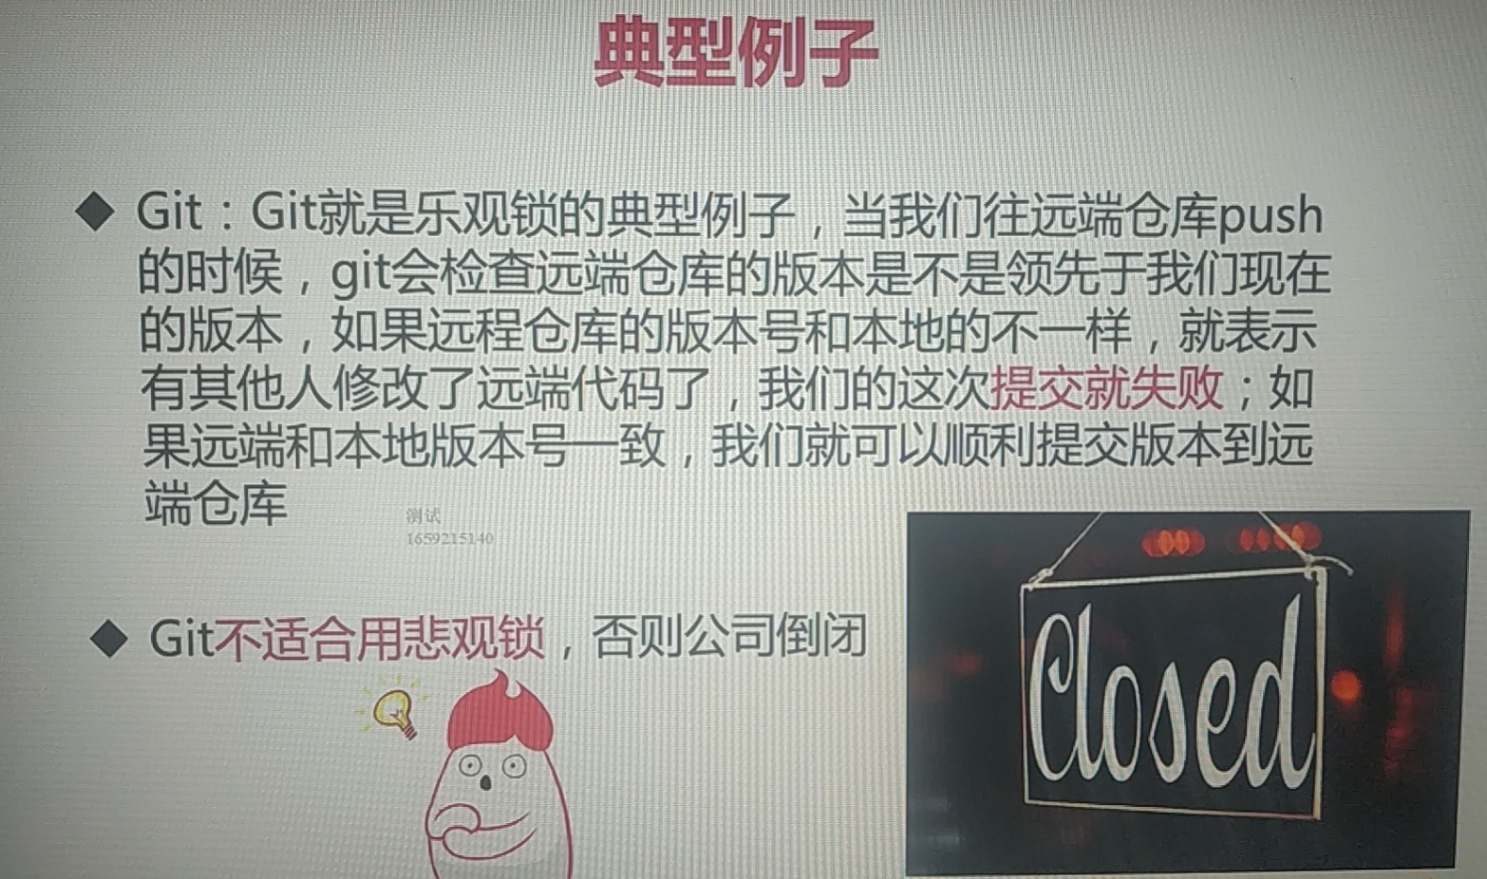 典型例子
◆ Git：Git就是乐观锁的典型例子，当我们往远端仓库push
的时候，git会检查远端仓库的版本是不是领先于我们现在
的版本，如果远程仓库的版本号和本地的不一样，就表示
有其他人修改了远端代码了，我们的这次提交就失败；如
果远端和本地版本号一致，我们就可以顺利提交版本到远
端仓库
测试
1659215140
◆ Git不适合用悲观锁，否则公司倒闭
Closed